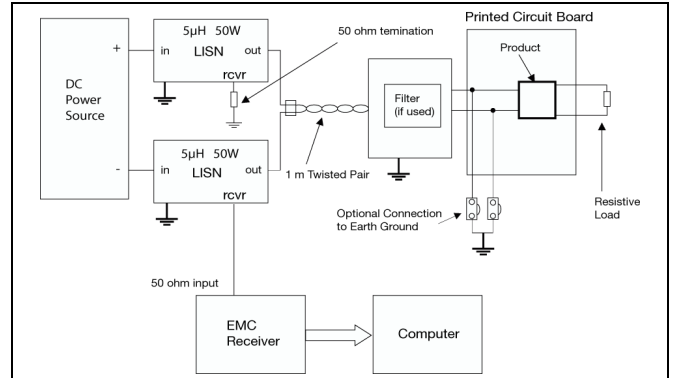 Printed Circuit Board
5µH 50W
LISN
in
out
rcvr
50 ohm temination
Product
+
DC
Power
Source
Filter
(if used)
-
5µH 50W
LISN
in
out
rcvr
1 m Twisted Pair
Optional Connection
to Earth Ground
Resistive
Load
50 ohm input
EMC
Receiver
Computer